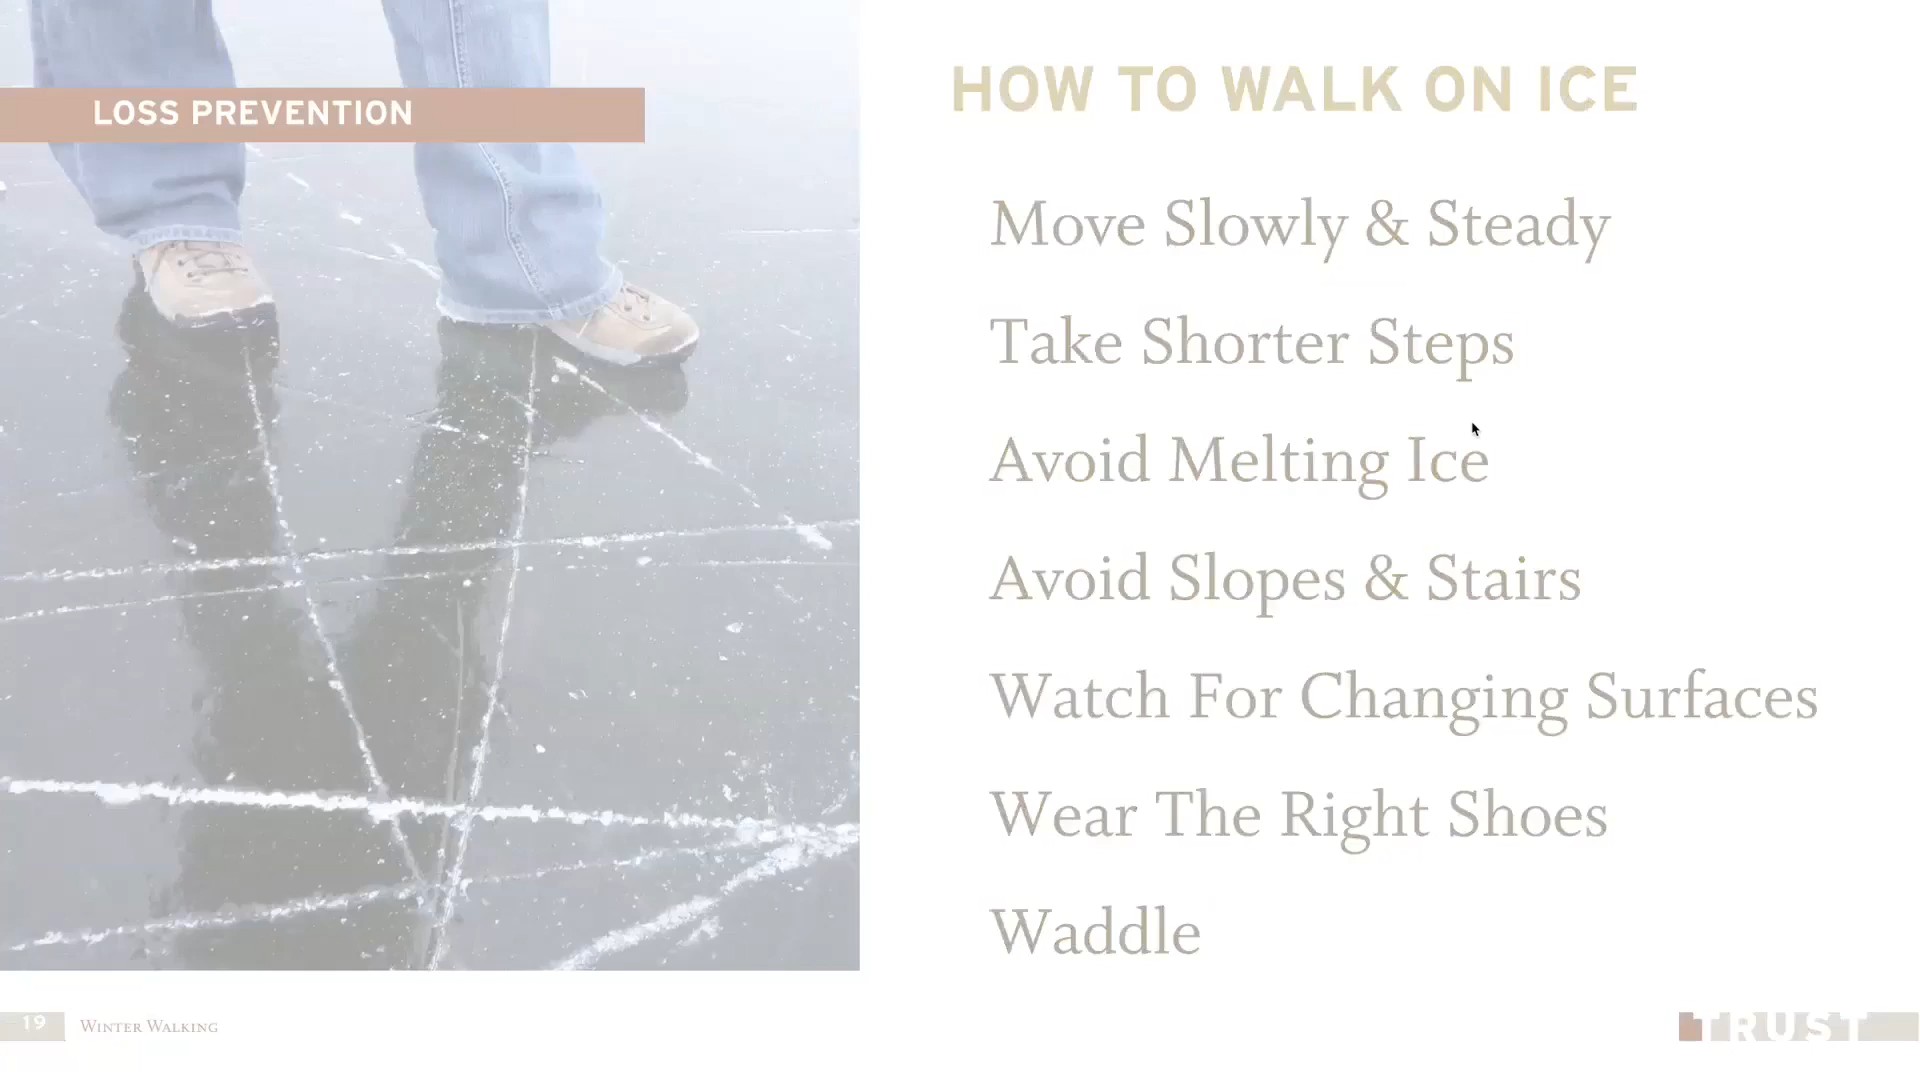 LOSS PREVENTION
HOW TO WALK ON ICE
Move Slowly & Steady
Take Shorter Steps
Avoid Melting Ice
Avoid Slopes & Stairs
Watch For Changing Surfaces
Wear The Right Shoes
Waddle
19
Winter Walking
TRUST